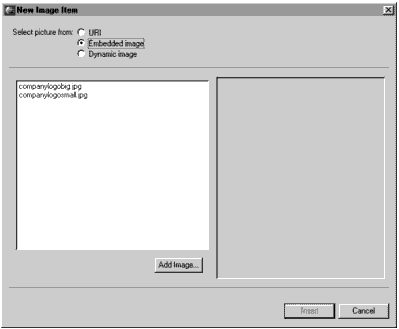 New Image Item
Select picture from: URI
Embedded image
Dynamic image
companylogobig.jpg
companylogosmall.jpg
Add Image...
Insert Cancel